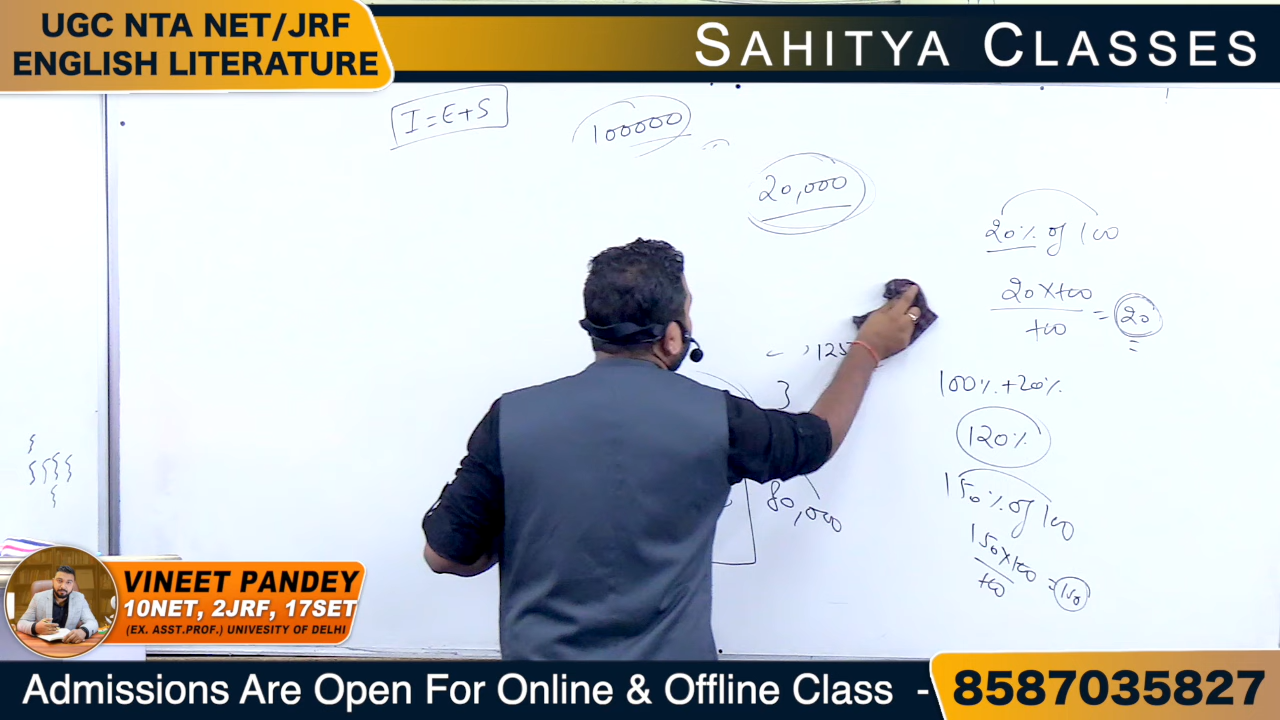 UGC NTA NET/JRF
ENGLISH LITERATURE
SAHITYA CLASSES
I = E + S
100000
20,000
20% of 100
20 × 100
100
= 20
125
3
100% + 20%
120%
80,000
150% of 100
150 × 100
100
= 150
VINEET PANDEY
10NET, 2JRF, 17SET
(EX. ASST.PROF.) UNIVESITY OF DELHI
Admissions Are Open For Online & Offline Class - 8587035827